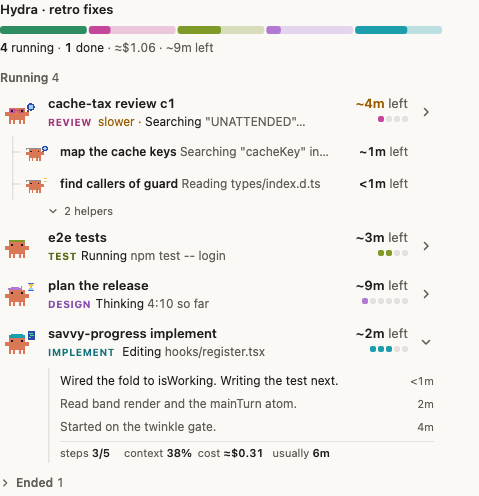 Hydra · retro fixes
4 running · 1 done · ≈$1.06 · ~9m left
Running 4
cache-tax review c1 ~4m left
REVIEW slower · Searching "UNATTENDED"...
map the cache keys Searching "cacheKey" in... ~1m left
find callers of guard Reading types/index.d.ts <1m left
2 helpers
e2e tests ~3m left
TEST Running npm test -- login
plan the release ~9m left
DESIGN Thinking 4:10 so far
savvy-progress implement ~2m left
IMPLEMENT Editing hooks/register.tsx
Wired the fold to isWorking. Writing the test next. <1m
Read band render and the mainTurn atom. 2m
Started on the twinkle gate. 4m
steps 3/5 context 38% cost ≈$0.31 usually 6m
Ended 1